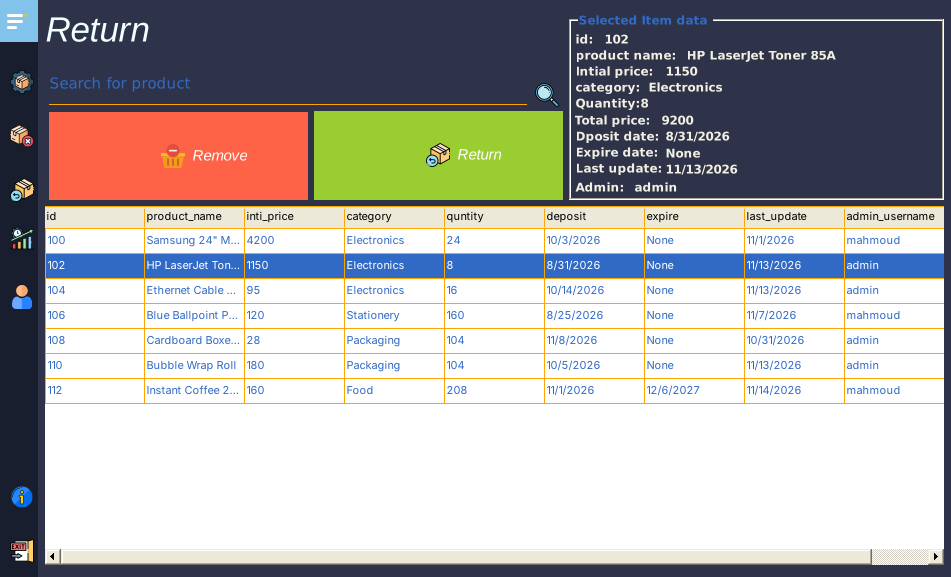 Return
Selected Item data
id: 102
product name: HP LaserJet Toner 85A
Intial price: 1150
category: Electronics
Quantity:8
Total price: 9200
Dposit date: 8/31/2026
Expire date: None
Last update: 11/13/2026
Admin: admin
Search for product
Remove
Return
id product_name inti_price category quntity deposit expire last_update admin_username
100 Samsung 24" M... 4200 Electronics 24 10/3/2026 None 11/1/2026 mahmoud
102 HP LaserJet Ton... 1150 Electronics 8 8/31/2026 None 11/13/2026 admin
104 Ethernet Cable ... 95 Electronics 16 10/14/2026 None 11/13/2026 admin
106 Blue Ballpoint P... 120 Stationery 160 8/25/2026 None 11/7/2026 mahmoud
108 Cardboard Boxe... 28 Packaging 104 11/8/2026 None 10/31/2026 admin
110 Bubble Wrap Roll 180 Packaging 104 10/5/2026 None 11/13/2026 admin
112 Instant Coffee 2... 160 Food 208 11/1/2026 12/6/2027 11/14/2026 mahmoud
EXIT